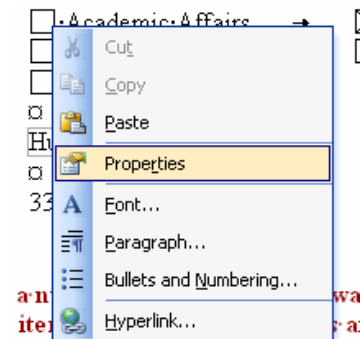 Academic Affairs
Cut
Copy
Paste
Properties
33
Font...
Paragraph...
Bullets and Numbering...
Hyperlink...